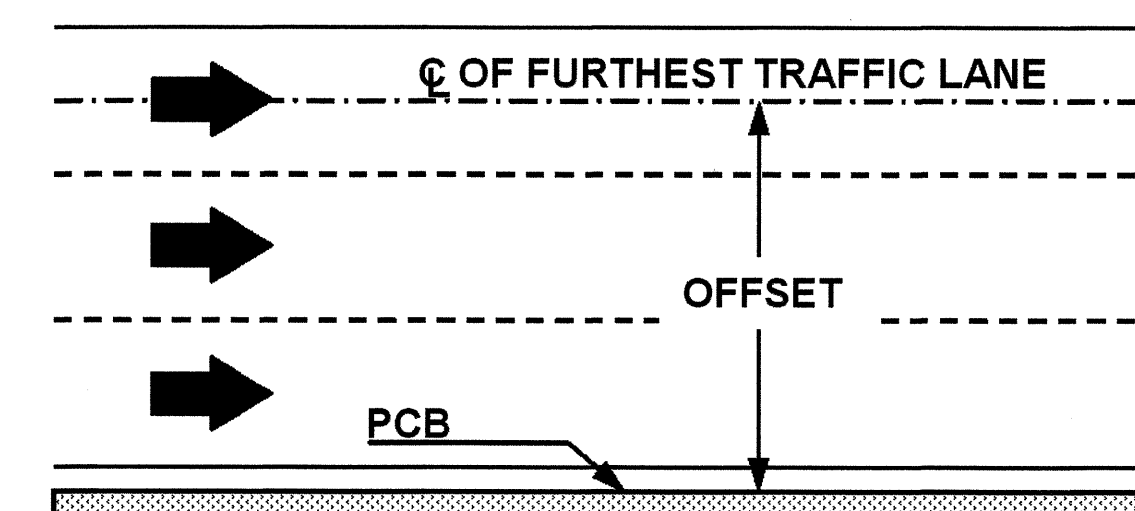 ℄ OF FURTHEST TRAFFIC LANE
OFFSET
PCB